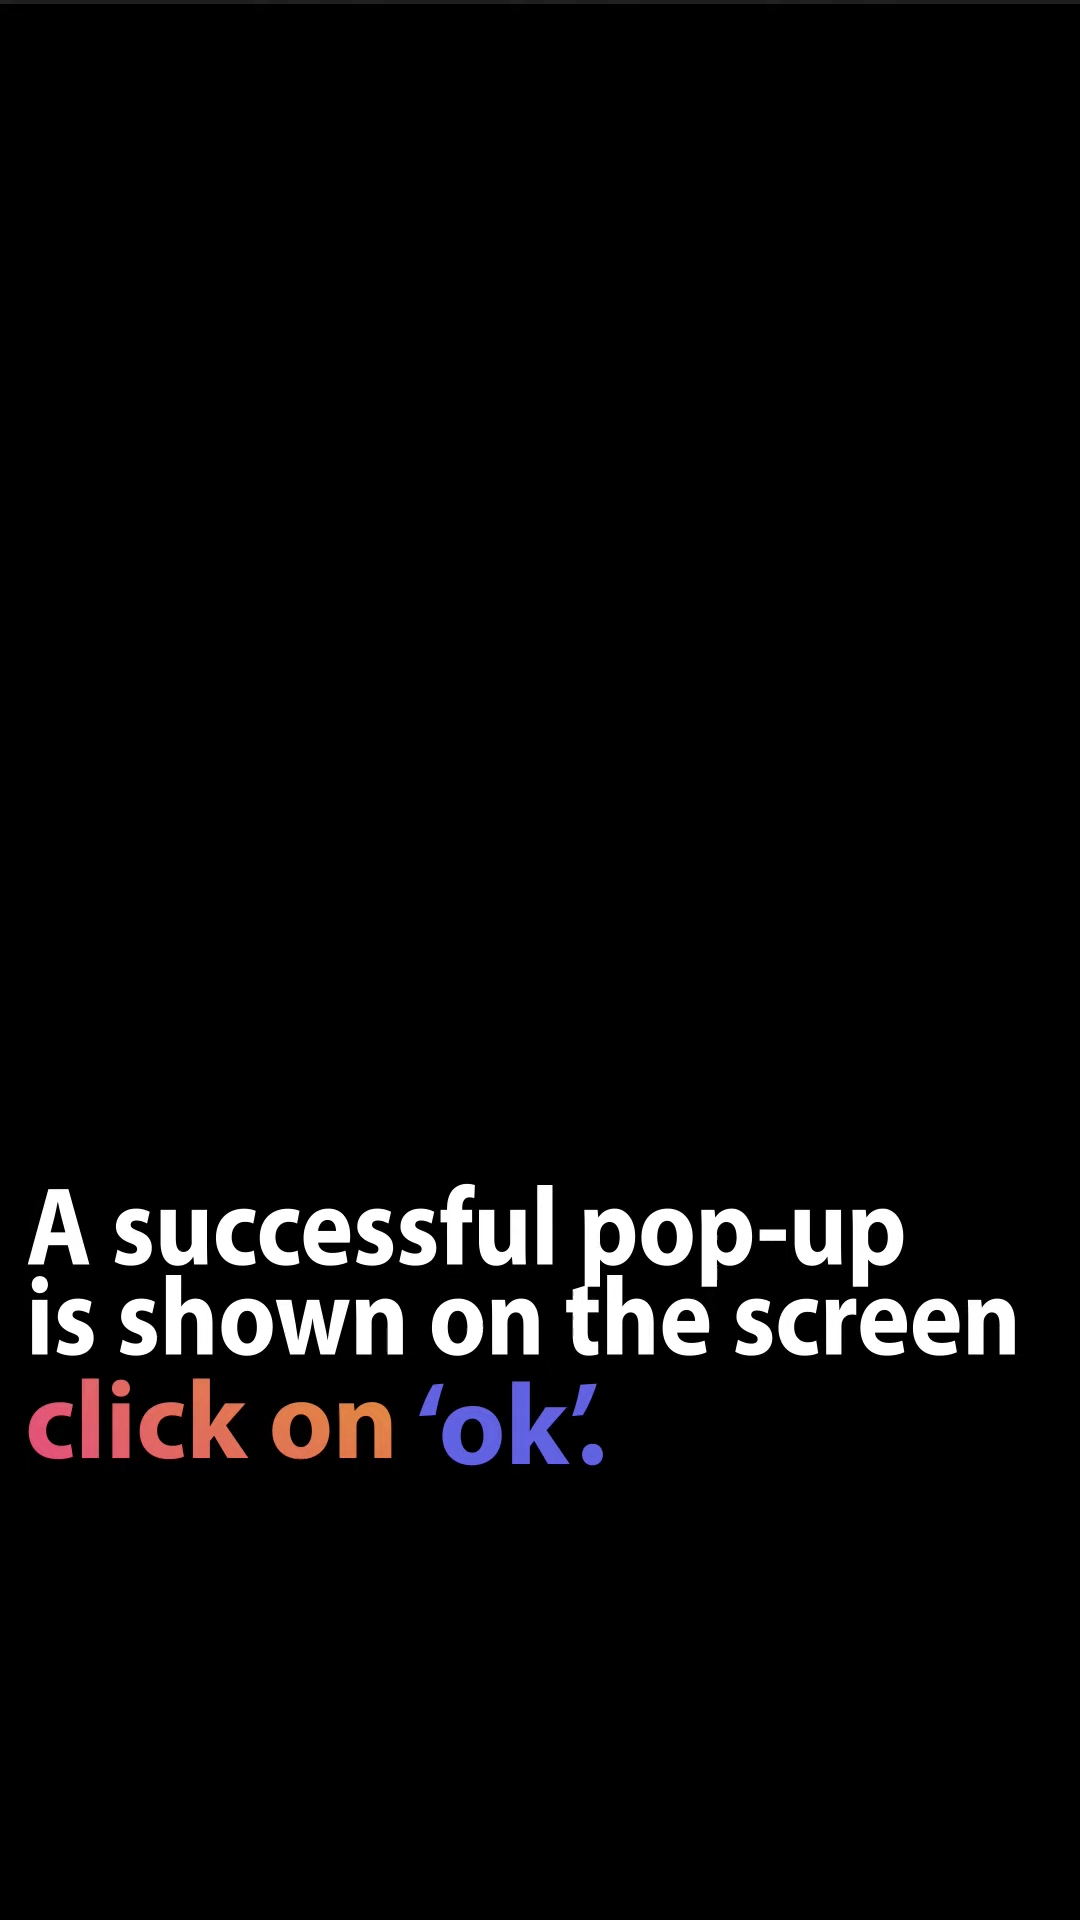 A successful pop-up
is shown on the screen
click on ‘ok’.